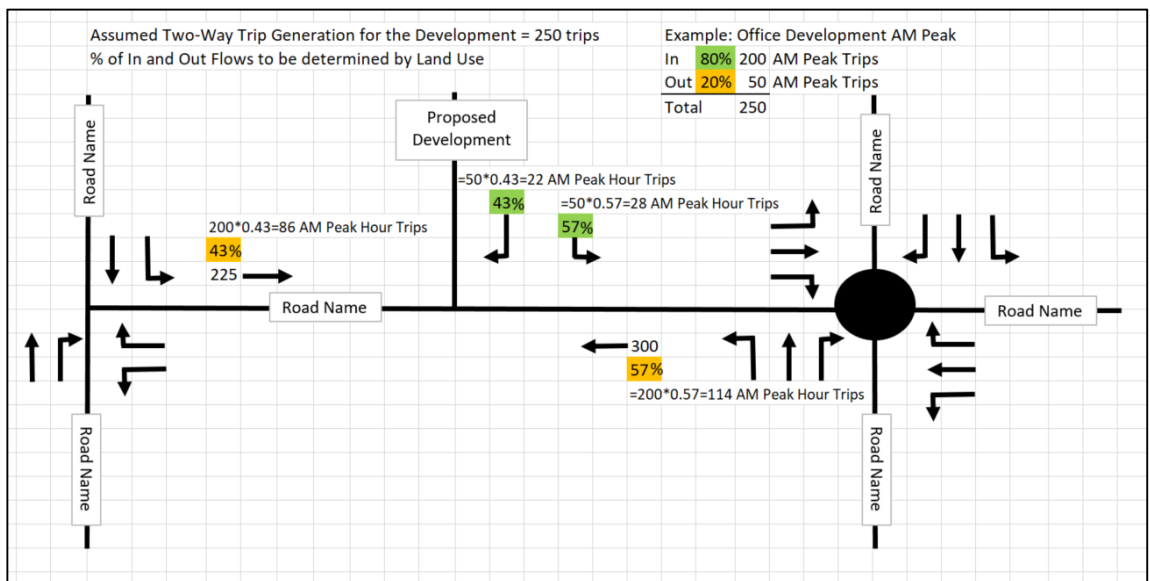 Assumed Two-Way Trip Generation for the Development = 250 trips
% of In and Out Flows to be determined by Land Use
Example: Office Development AM Peak
In 80% 200 AM Peak Trips
Out 20% 50 AM Peak Trips
Total 250
Road Name
Proposed
Development
Road Name
=50*0.43=22 AM Peak Hour Trips
43%
=50*0.57=28 AM Peak Hour Trips
57%
200*0.43=86 AM Peak Hour Trips
43%
225
Road Name
Road Name
300
57%
=200*0.57=114 AM Peak Hour Trips
Road Name
Road Name